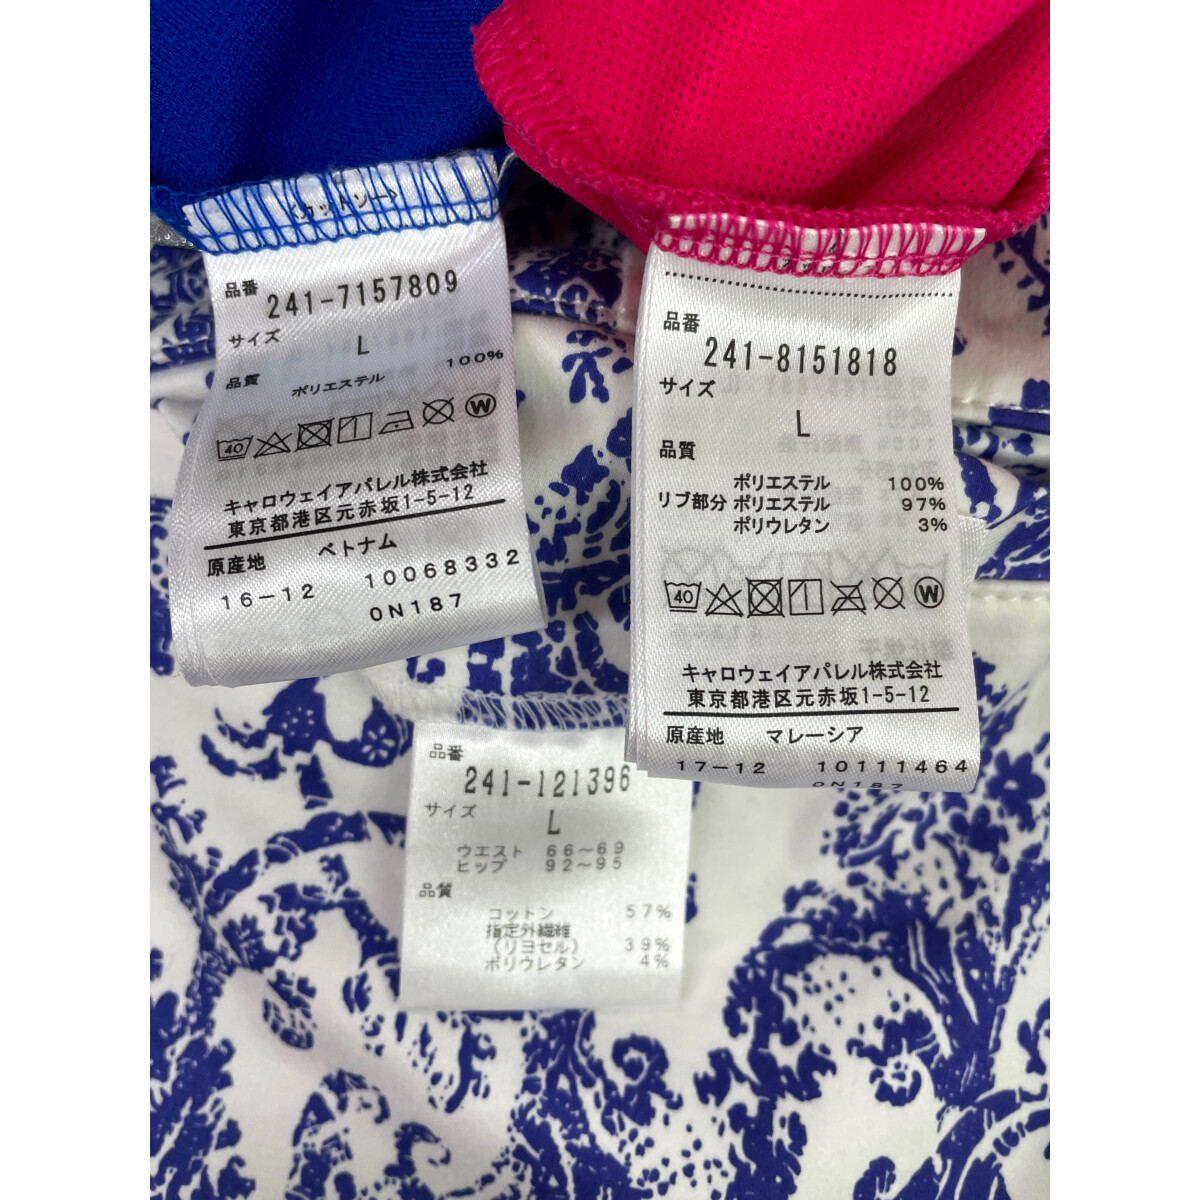 <カットソー>
品番
241-7157809
サイズ
L
品質
ポリエステル 100%
40
W
キャロウェイアパレル株式会社
東京都港区元赤坂1-5-12
原産地 ベトナム
16-12 10068332
0N187
品番
241-8151818
サイズ
L
品質
ポリエステル 100%
リブ部分 ポリエステル 97%
ポリウレタン 3%
40
W
キャロウェイアパレル株式会社
東京都港区元赤坂1-5-12
原産地 マレーシア
17-12 10111464
0N187
品番
241-121396
サイズ
L
ウエスト 66~69
ヒップ 92~95
品質
コットン 57%
指定外繊維
(リヨセル) 39%
ポリウレタン 4%